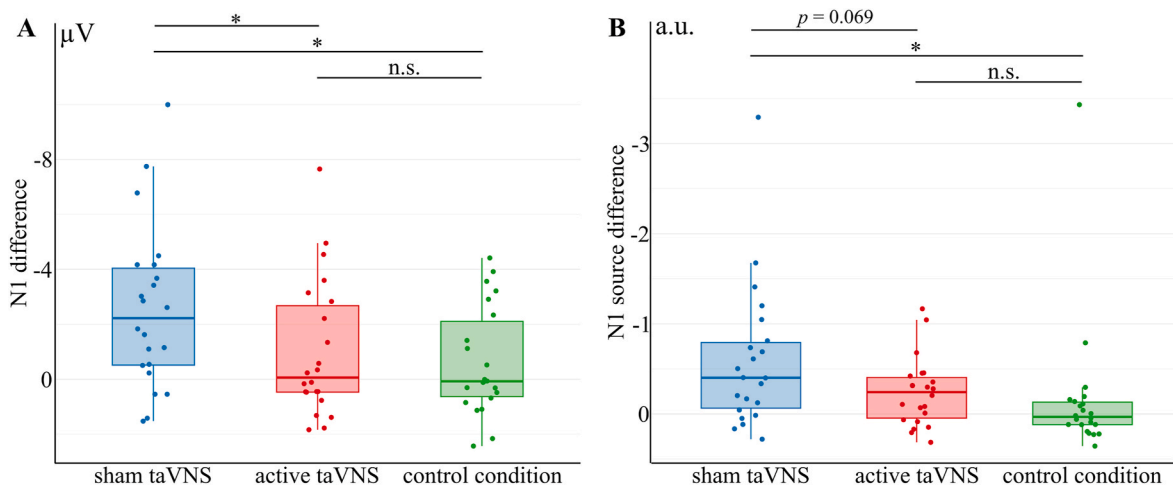 A
µV
*
*
n.s.
N1 difference
-8
-4
0
sham taVNS
active taVNS
control condition
B
a.u.
p = 0.069
*
n.s.
N1 source difference
-3
-2
-1
0
sham taVNS
active taVNS
control condition